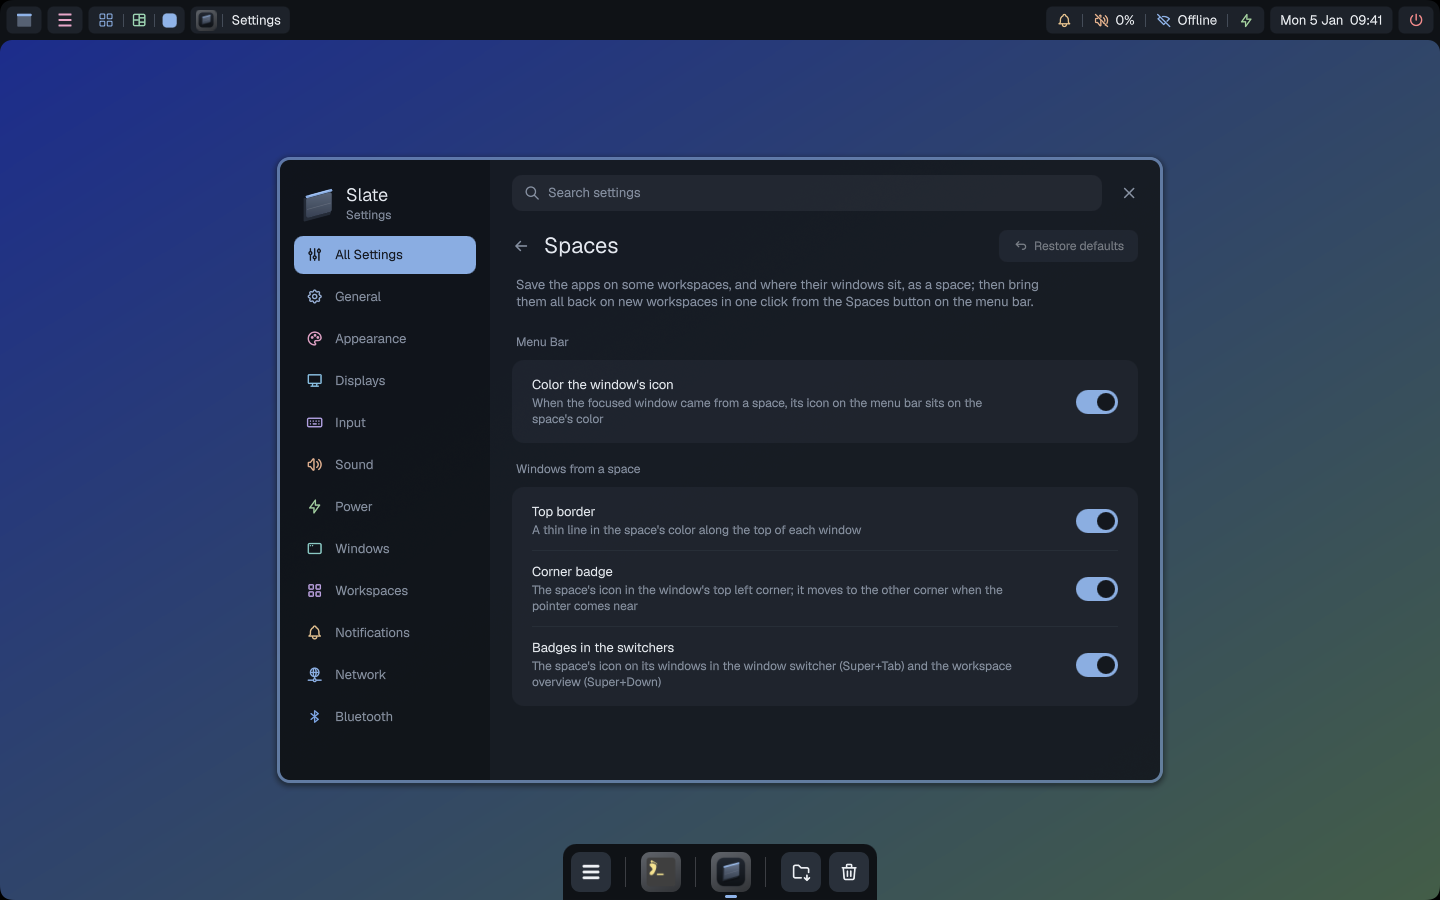 Settings
0%
Offline
Mon 5 Jan 09:41
Slate
Settings
Search settings
All Settings
General
Appearance
Displays
Input
Sound
Power
Windows
Workspaces
Notifications
Network
Bluetooth
Spaces
Restore defaults
Save the apps on some workspaces, and where their windows sit, as a space; then bring
them all back on new workspaces in one click from the Spaces button on the menu bar.
Menu Bar
Color the window's icon
When the focused window came from a space, its icon on the menu bar sits on the
space's color
Windows from a space
Top border
A thin line in the space's color along the top of each window
Corner badge
The space's icon in the window's top left corner; it moves to the other corner when the
pointer comes near
Badges in the switchers
The space's icon on its windows in the window switcher (Super+Tab) and the workspace
overview (Super+Down)